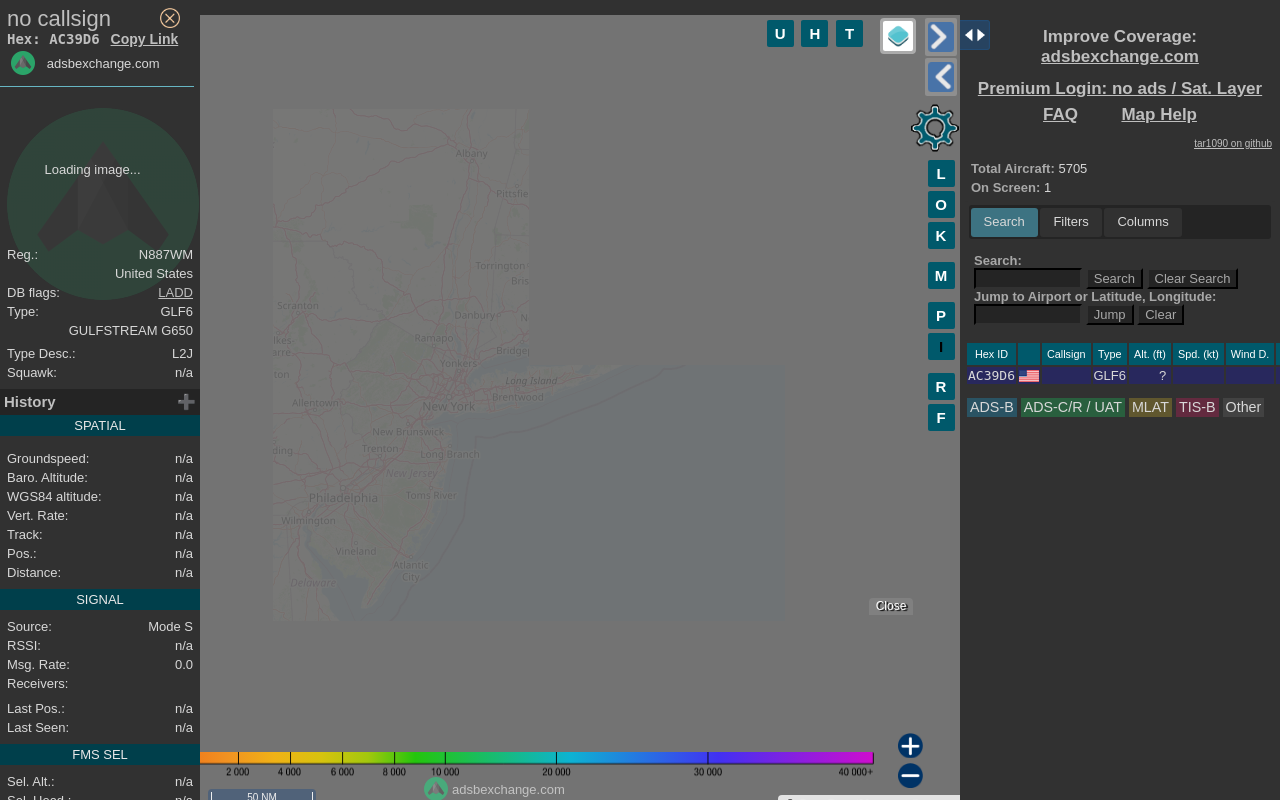 no callsign
Hex: AC39D6 Copy Link
adsbexchange.com
Loading image...
Reg.: N887WM
United States
DB flags: LADD
Type: GLF6
GULFSTREAM G650
Type Desc.: L2J
Squawk: n/a
History
SPATIAL
Groundspeed: n/a
Baro. Altitude: n/a
WGS84 altitude: n/a
Vert. Rate: n/a
Track: n/a
Pos.: n/a
Distance: n/a
SIGNAL
Source: Mode S
RSSI: n/a
Msg. Rate: 0.0
Receivers:
Last Pos.: n/a
Last Seen: n/a
FMS SEL
Sel. Alt.: n/a
U H T
L
O
K
M
P
I
R
F
Albany
Pittsfie
Torrington
Bris
Scranton
Danbury
N
lkes-
arre
Ramapo
Bridgep
Yonkers
ton
Long Island
Allentown
Brentwood
New York
New Brunswick
ding
Trenton
Long Branch
New Jersey
Philadelphia
Toms River
Wilmington
Vineland
Atlantic
City
Delaware
Close
2 000 4 000 6 000 8 000 10 000 20 000 30 000 40 000+
adsbexchange.com
50 NM
Improve Coverage:
adsbexchange.com
Premium Login: no ads / Sat. Layer
FAQ Map Help
tar1090 on github
Total Aircraft: 5705
On Screen: 1
Search Filters Columns
Search:
Search Clear Search
Jump to Airport or Latitude, Longitude:
Jump Clear
Hex ID Callsign Type Alt. (ft) Spd. (kt) Wind D.
AC39D6 GLF6 ?
ADS-B ADS-C/R / UAT MLAT TIS-B Other